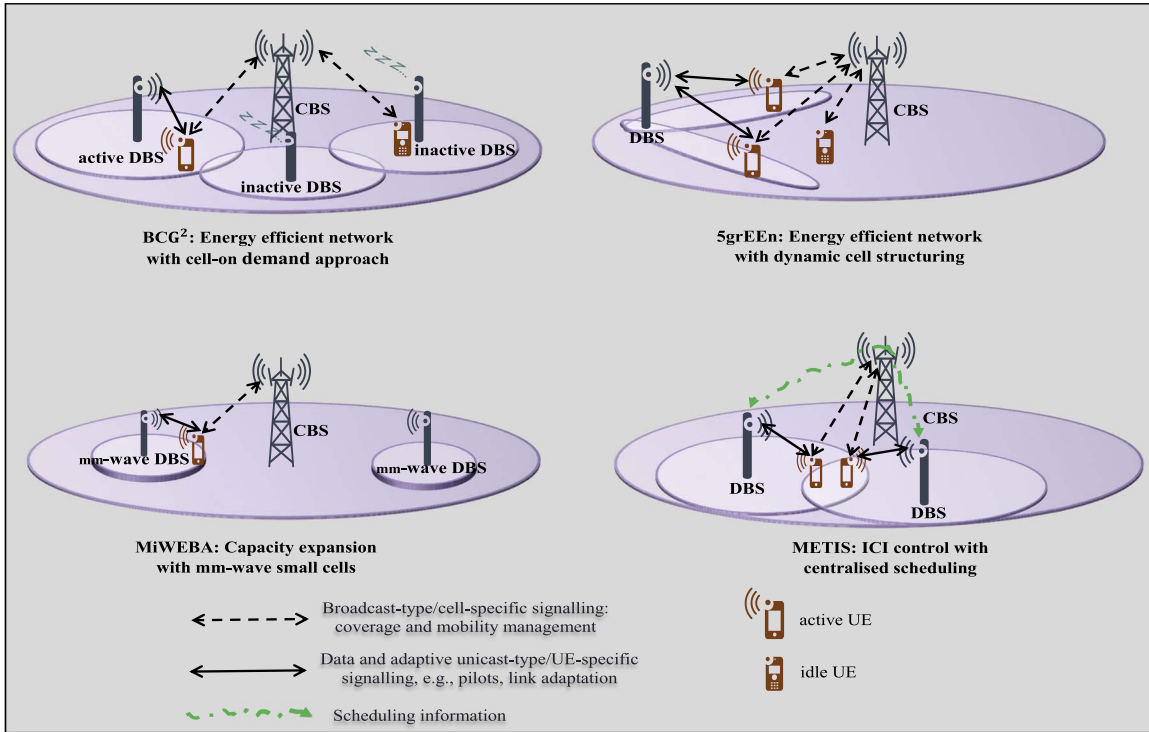 z z z...
CBS
active DBS
z z z...
inactive DBS
inactive DBS
BCG²: Energy efficient network
with cell-on demand approach
DBS
CBS
5grEEn: Energy efficient network
with dynamic cell structuring
CBS
mm-wave DBS
mm-wave DBS
MiWEBA: Capacity expansion
with mm-wave small cells
CBS
DBS
DBS
METIS: ICI control with
centralised scheduling
Broadcast-type/cell-specific signalling:
coverage and mobility management
Data and adaptive unicast-type/UE-specific
signalling, e.g., pilots, link adaptation
Scheduling information
active UE
idle UE